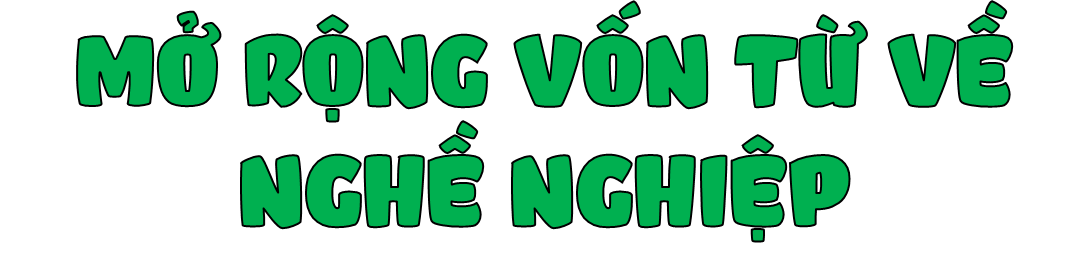 MỞ RỘNG VỐN TỪ VỀ
NGHỀ NGHIỆP